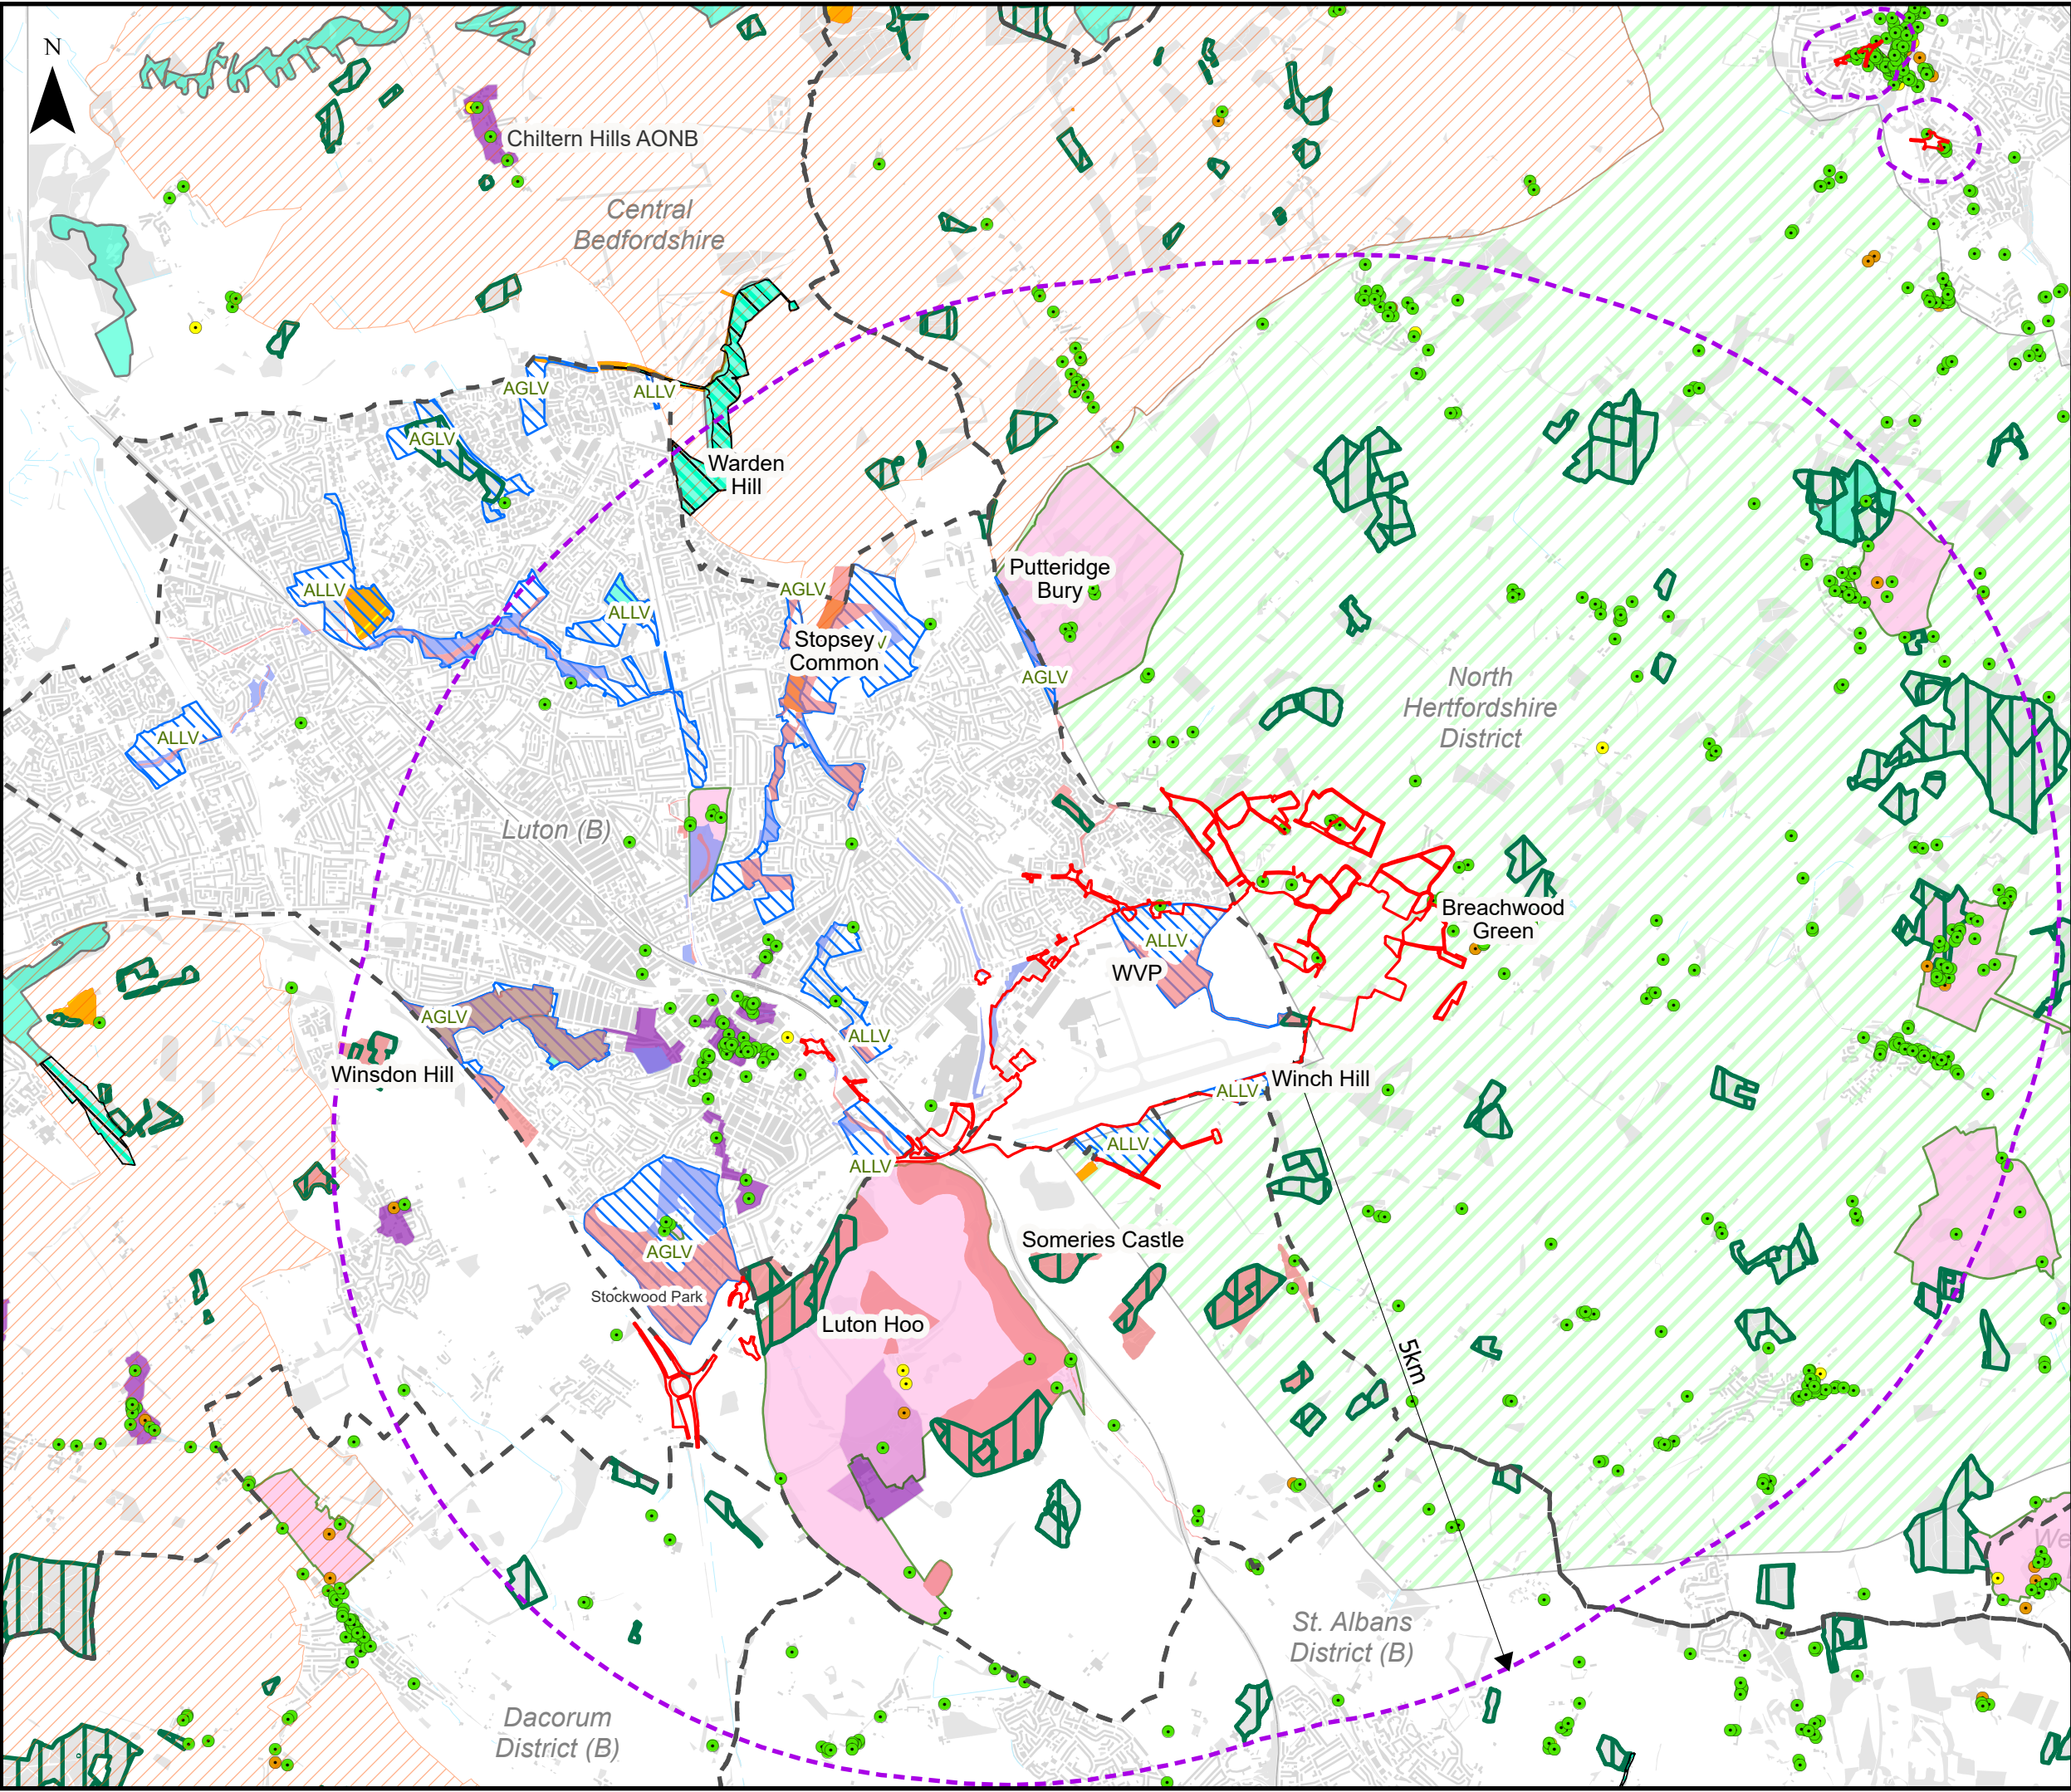 N
Chiltern Hills AONB
Central
Bedfordshire
AGLV
ALLV
AGLV
Warden
Hill
Putteridge
Bury
ALLV
ALLV
AGLV
Stopsey
Common
AGLV
North
Hertfordshire
District
ALLV
Luton (B)
Breachwood
Green
ALLV
WVP
AGLV
ALLV
Winsdon Hill
Winch Hill
ALLV
ALLV
ALLV
Someries Castle
AGLV
Stockwood Park
Luton Hoo
5km
We
St. Albans
District (B)
Dacorum
District (B)